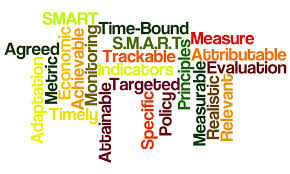 SMART
Time-Bound
Agreed
S.M.A.R.T
Measure
Trackable
Attributable
Indicators
Evaluation
Targeted
Adaptation
Metric
Economic
Achievable
Monitoring
Timely
Attainable
Specific
Policy
Principles
Measurable
Realistic
Relevant